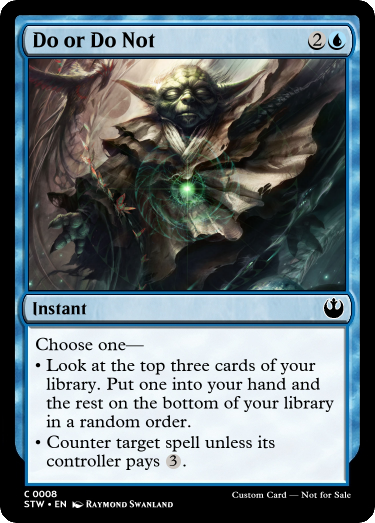 Do or Do Not 2
Instant
Choose one—
• Look at the top three cards of your
library. Put one into your hand and
the rest on the bottom of your library
in a random order.
• Counter target spell unless its
controller pays 3.
C 0008
STW • EN Raymond Swanland
Custom Card — Not for Sale